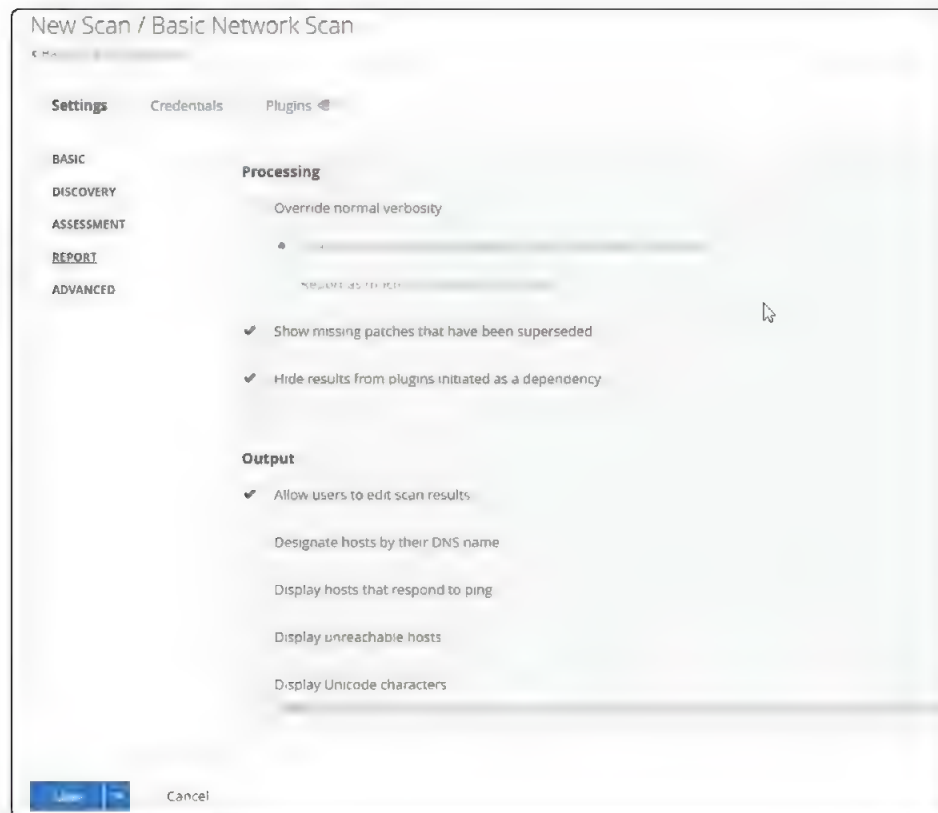 New Scan / Basic Network Scan
Settings Credentials Plugins
BASIC
DISCOVERY
ASSESSMENT
REPORT
ADVANCED
Processing
Override normal verbosity
Report as much
Show missing patches that have been superseded
Hide results from plugins initiated as a dependency
Output
Allow users to edit scan results
Designate hosts by their DNS name
Display hosts that respond to ping
Display unreachable hosts
Display Unicode characters
Cancel